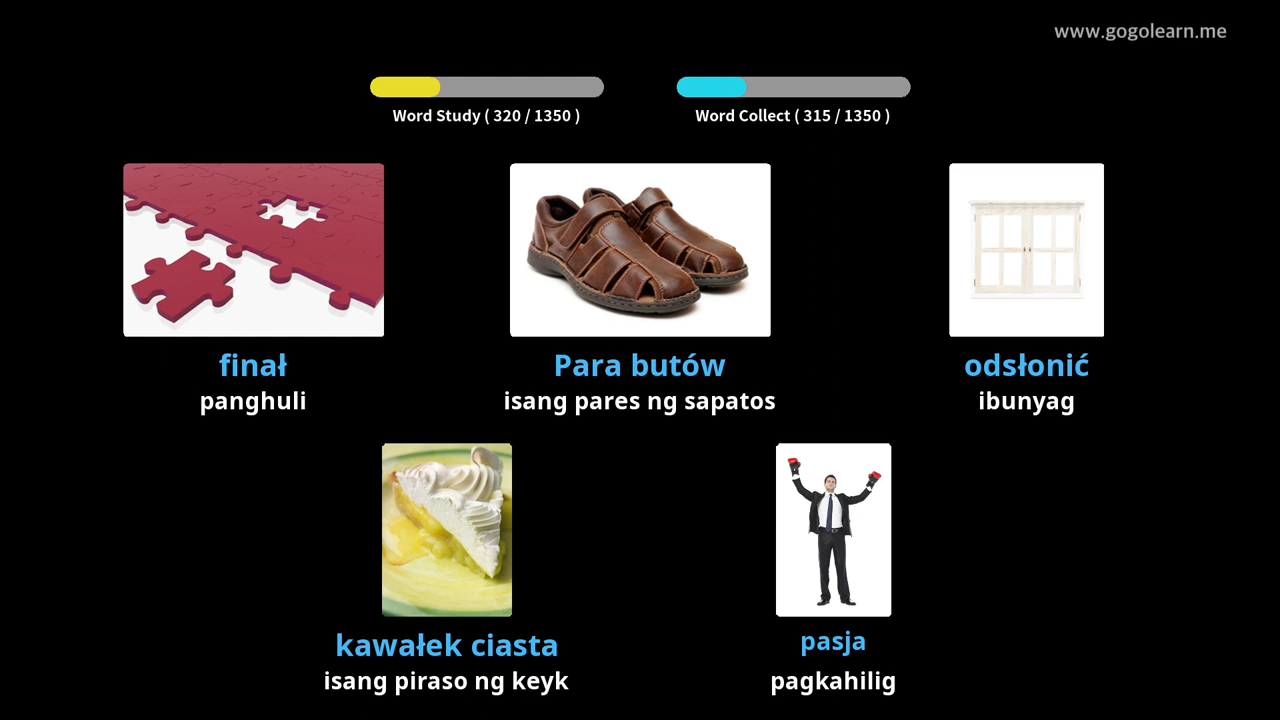 www.gogolearn.me
Word Study ( 320 / 1350 )
Word Collect ( 315 / 1350 )
finał
panghuli
Para butów
isang pares ng sapatos
odsłonić
ibunyag
kawałek ciasta
isang piraso ng keyk
pasja
pagkahilig